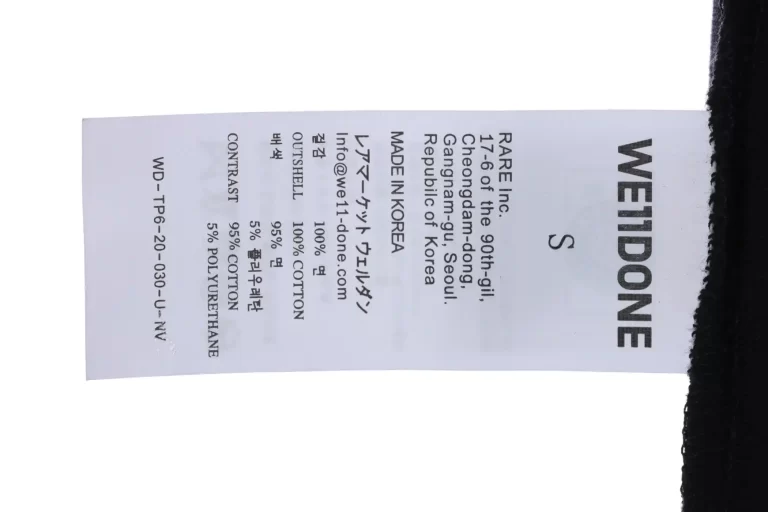 WE11DONE
S
RARE Inc.
17-6 of the 90th-gil,
Cheongdam-dong,
Gangnam-gu, Seoul.
Republic of Korea
MADE IN KOREA
レアマーケット ウェルダン
Info@we11-done.com
겉감 100% 면
OUTSHELL 100% COTTON
배색 95% 면
5% 폴리우레탄
CONTRAST 95% COTTON
5% POLYURETHANE
WD-TP6-20-030-U-NV